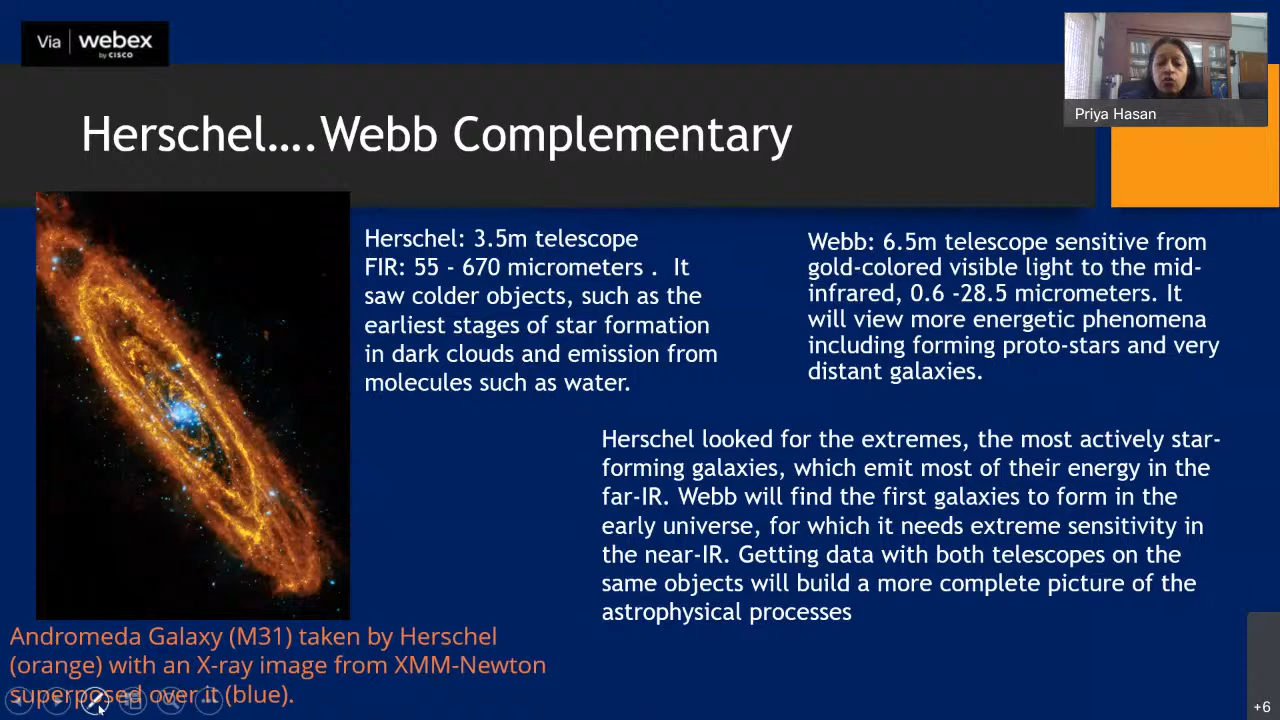 Via webex
by CISCO
Priya Hasan
Herschel....Webb Complementary
Herschel: 3.5m telescope
FIR: 55 - 670 micrometers . It
saw colder objects, such as the
earliest stages of star formation
in dark clouds and emission from
molecules such as water.
Webb: 6.5m telescope sensitive from
gold-colored visible light to the mid-
infrared, 0.6 -28.5 micrometers. It
will view more energetic phenomena
including forming proto-stars and very
distant galaxies.
Herschel looked for the extremes, the most actively star-
forming galaxies, which emit most of their energy in the
far-IR. Webb will find the first galaxies to form in the
early universe, for which it needs extreme sensitivity in
the near-IR. Getting data with both telescopes on the
same objects will build a more complete picture of the
astrophysical processes
Andromeda Galaxy (M31) taken by Herschel
(orange) with an X-ray image from XMM-Newton
superposed over it (blue).
+6